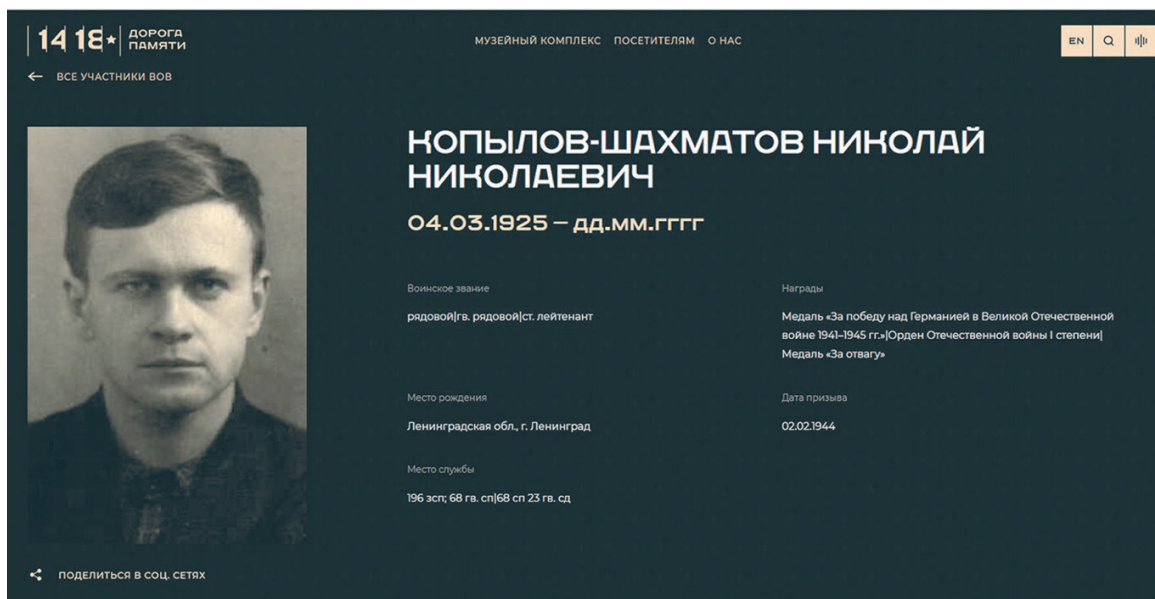 14 18★ ДОРОГА ПАМЯТИ
МУЗЕЙНЫЙ КОМПЛЕКС ПОСЕТИТЕЛЯМ О НАС
EN
← ВСЕ УЧАСТНИКИ ВОВ
КОПЫЛОВ-ШАХМАТОВ НИКОЛАЙ
НИКОЛАЕВИЧ
04.03.1925 — дд.мм.гггг
Воинское звание
рядовой|гв. рядовой|ст. лейтенант
Награды
Медаль «За победу над Германией в Великой Отечественной
войне 1941–1945 гг.»|Орден Отечественной войны I степени|
Медаль «За отвагу»
Место рождения
Ленинградская обл., г. Ленинград
Дата призыва
02.02.1944
Место службы
196 зсп; 68 гв. сп|68 сп 23 гв. сд
ПОДЕЛИТЬСЯ В СОЦ. СЕТЯХ